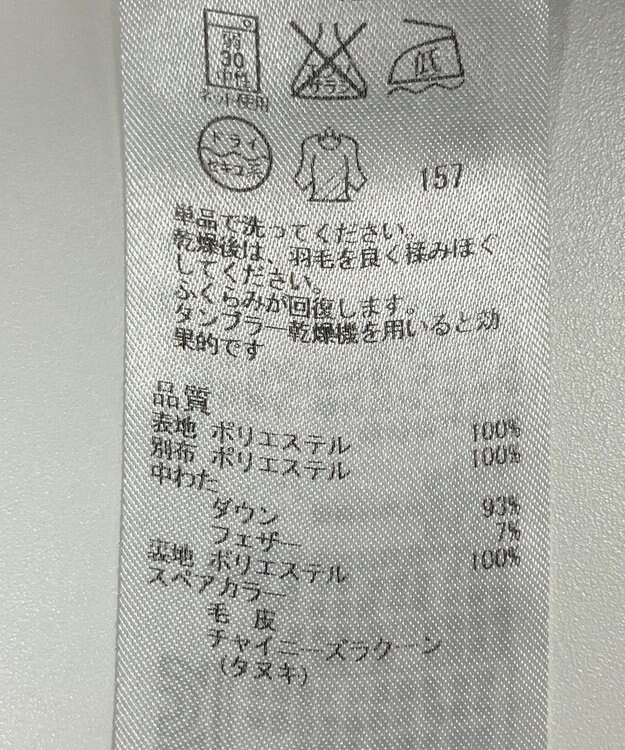 弱
30
中性
ネット使用
エンソ
サラシ
低
ドライ
セキユ系
157
単品で洗ってください。
乾燥後は、羽毛を良く揉みほぐ
してください。
ふくらみが回復します。
タンブラー乾燥機を用いると効
果的です
品質
表地 ポリエステル 100%
別布 ポリエステル 100%
中わた
ダウン 93%
フェザー 7%
裏地 ポリエステル 100%
スペアカラー
毛 皮
チャイニーズラクーン
(タヌキ)